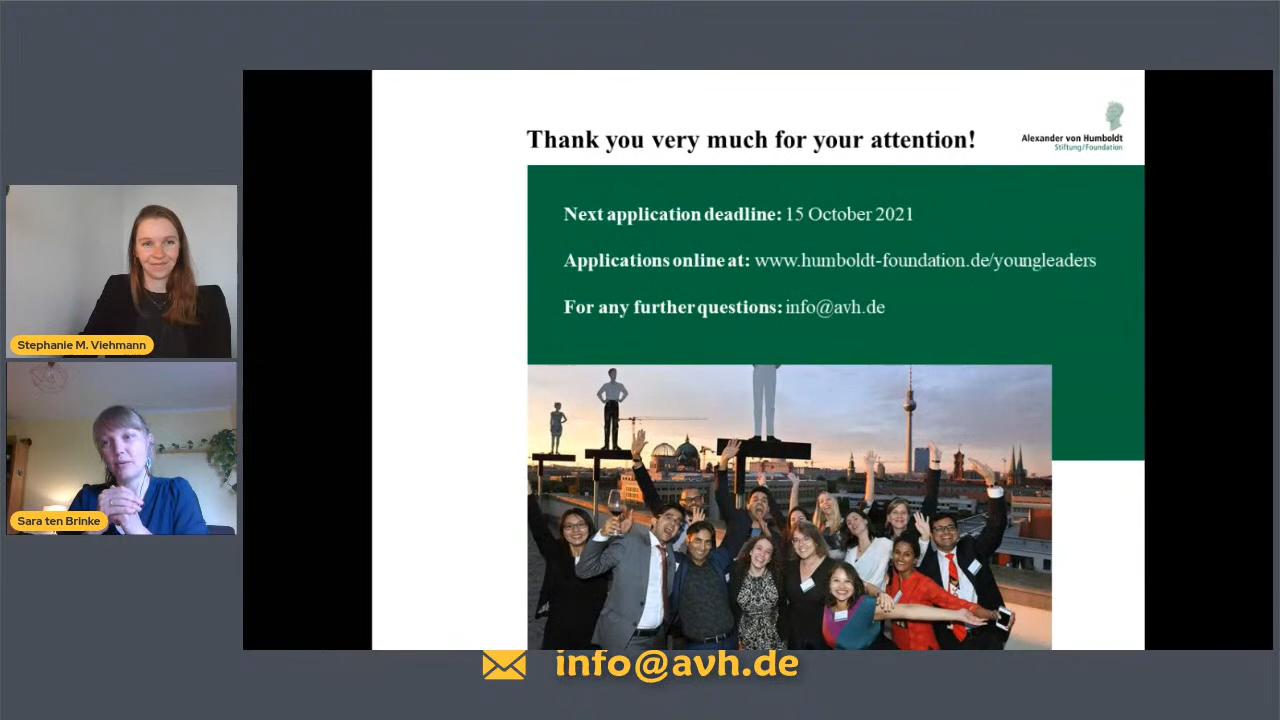 Thank you very much for your attention!
Alexander von Humboldt
Stiftung/Foundation
Next application deadline: 15 October 2021
Applications online at: www.humboldt-foundation.de/youngleaders
For any further questions: info@avh.de
Stephanie M. Viehmann
Sara ten Brinke
info@avh.de